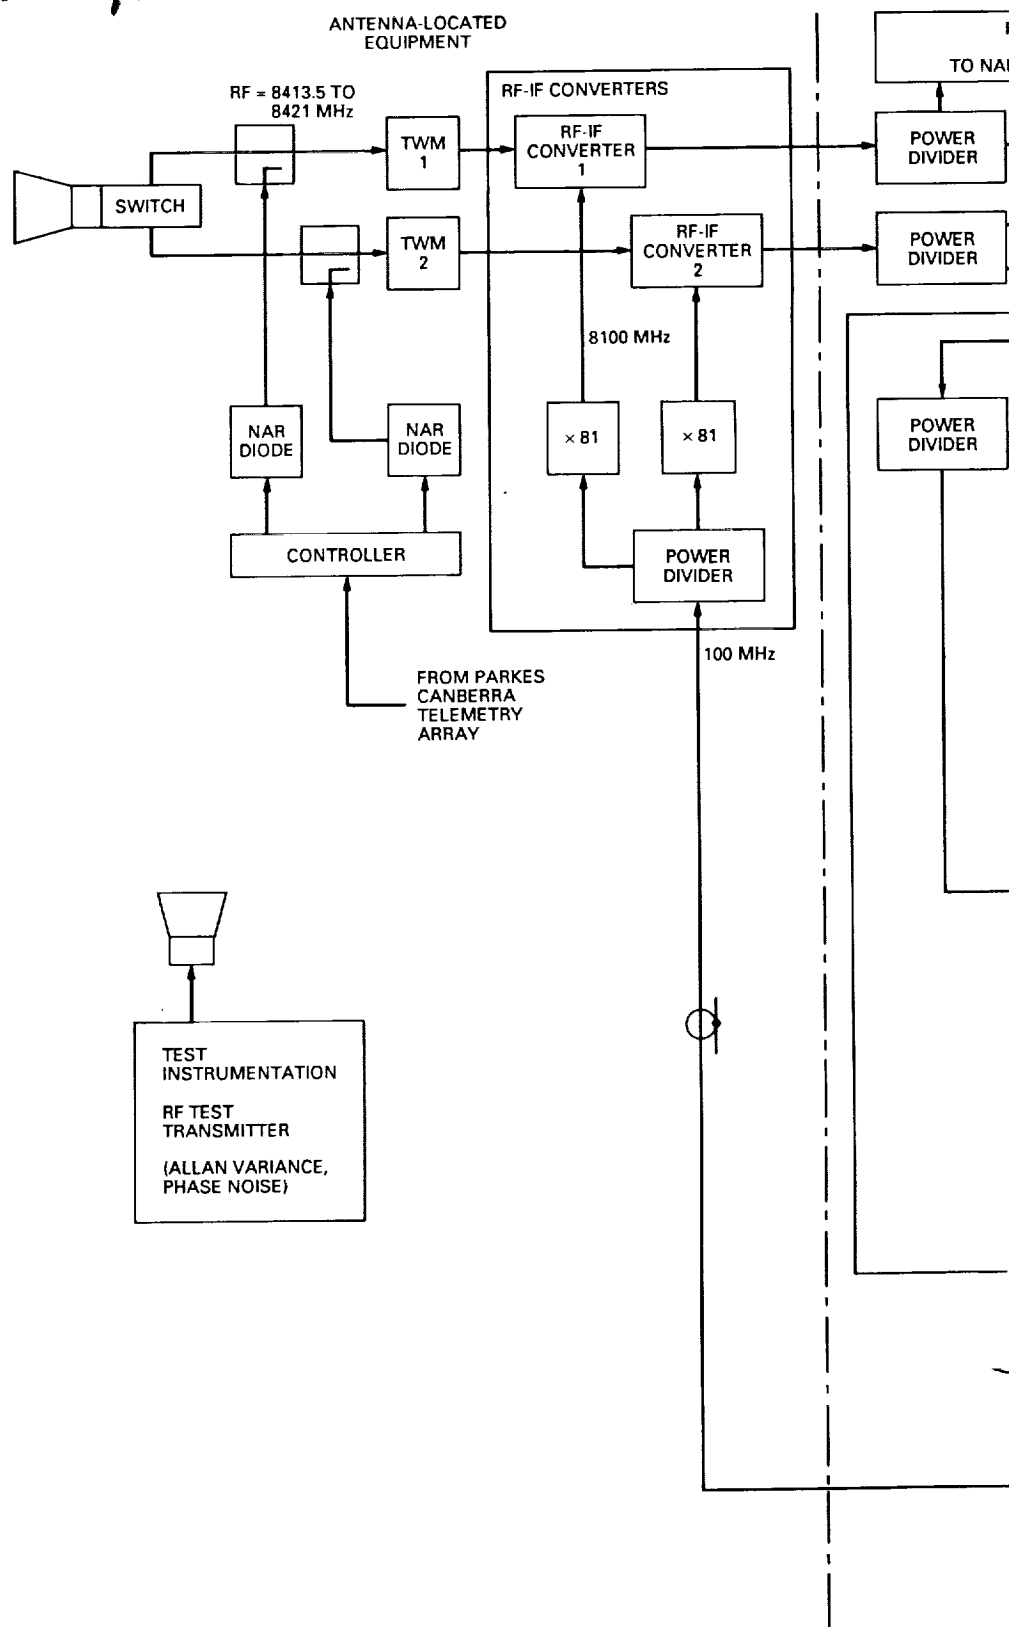 ANTENNA-LOCATED
EQUIPMENT
TO NAR
RF = 8413.5 TO
8421 MHz
RF-IF CONVERTERS
TWM
1
RF-IF
CONVERTER
1
POWER
DIVIDER
SWITCH
TWM
2
RF-IF
CONVERTER
2
POWER
DIVIDER
8100 MHz
NAR
DIODE
NAR
DIODE
× 81
× 81
POWER
DIVIDER
CONTROLLER
POWER
DIVIDER
100 MHz
FROM PARKES
CANBERRA
TELEMETRY
ARRAY
TEST
INSTRUMENTATION
RF TEST
TRANSMITTER
(ALLAN VARIANCE,
PHASE NOISE)